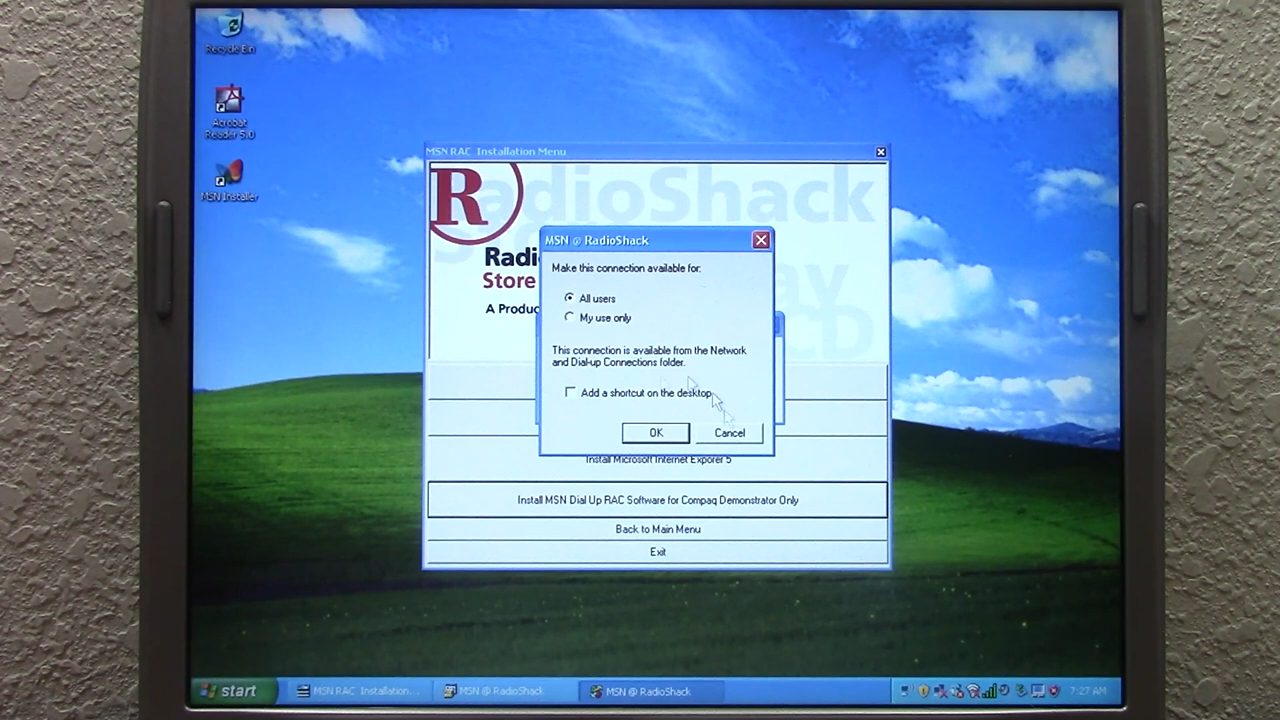 Recycle Bin
Acrobat
Reader 5.0
MSN Installer
MSN RAC Installation Menu
R
RadioShack
MSN @ RadioShack
Make this connection available for:
All users
My use only
This connection is available from the Network
and Dial-up Connections folder.
Add a shortcut on the desktop
OK
Cancel
Radi
Store
A Produc
ay
CD
Install Microsoft Internet Exporer 5
Install MSN Dial Up RAC Software for Compaq Demonstrator Only
Back to Main Menu
Exit
start
MSN RAC Installation...
MSN @ RadioShack
MSN @ RadioShack
7:27 AM